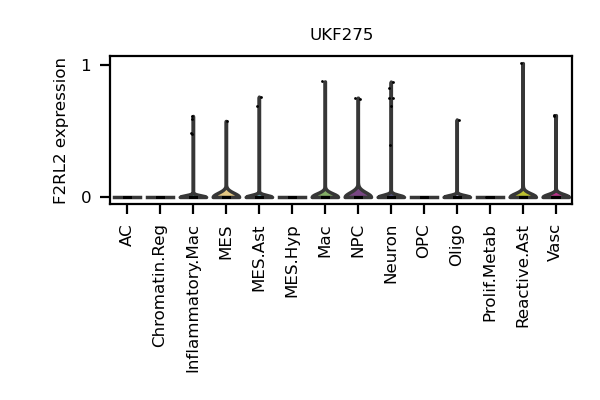 UKF275
F2RL2 expression
1
0
AC
Chromatin.Reg
Inflammatory.Mac
MES
MES.Ast
MES.Hyp
Mac
NPC
Neuron
OPC
Oligo
Prolif.Metab
Reactive.Ast
Vasc